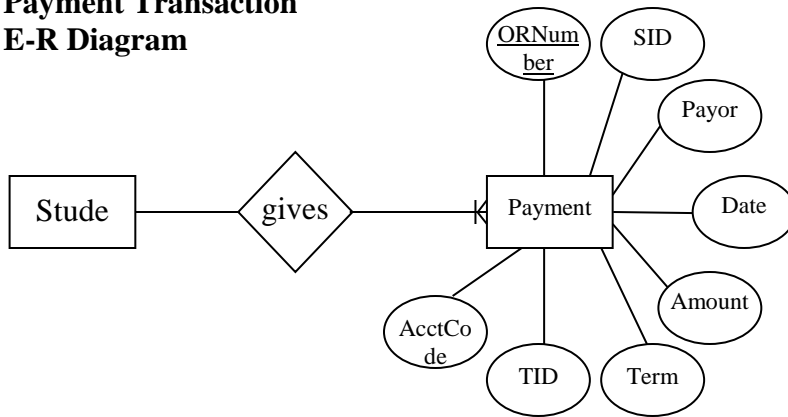 Payment Transaction
E-R Diagram
ORNum
ber
SID
Payor
Stude
gives
Payment
Date
Amount
AcctCo
de
TID
Term